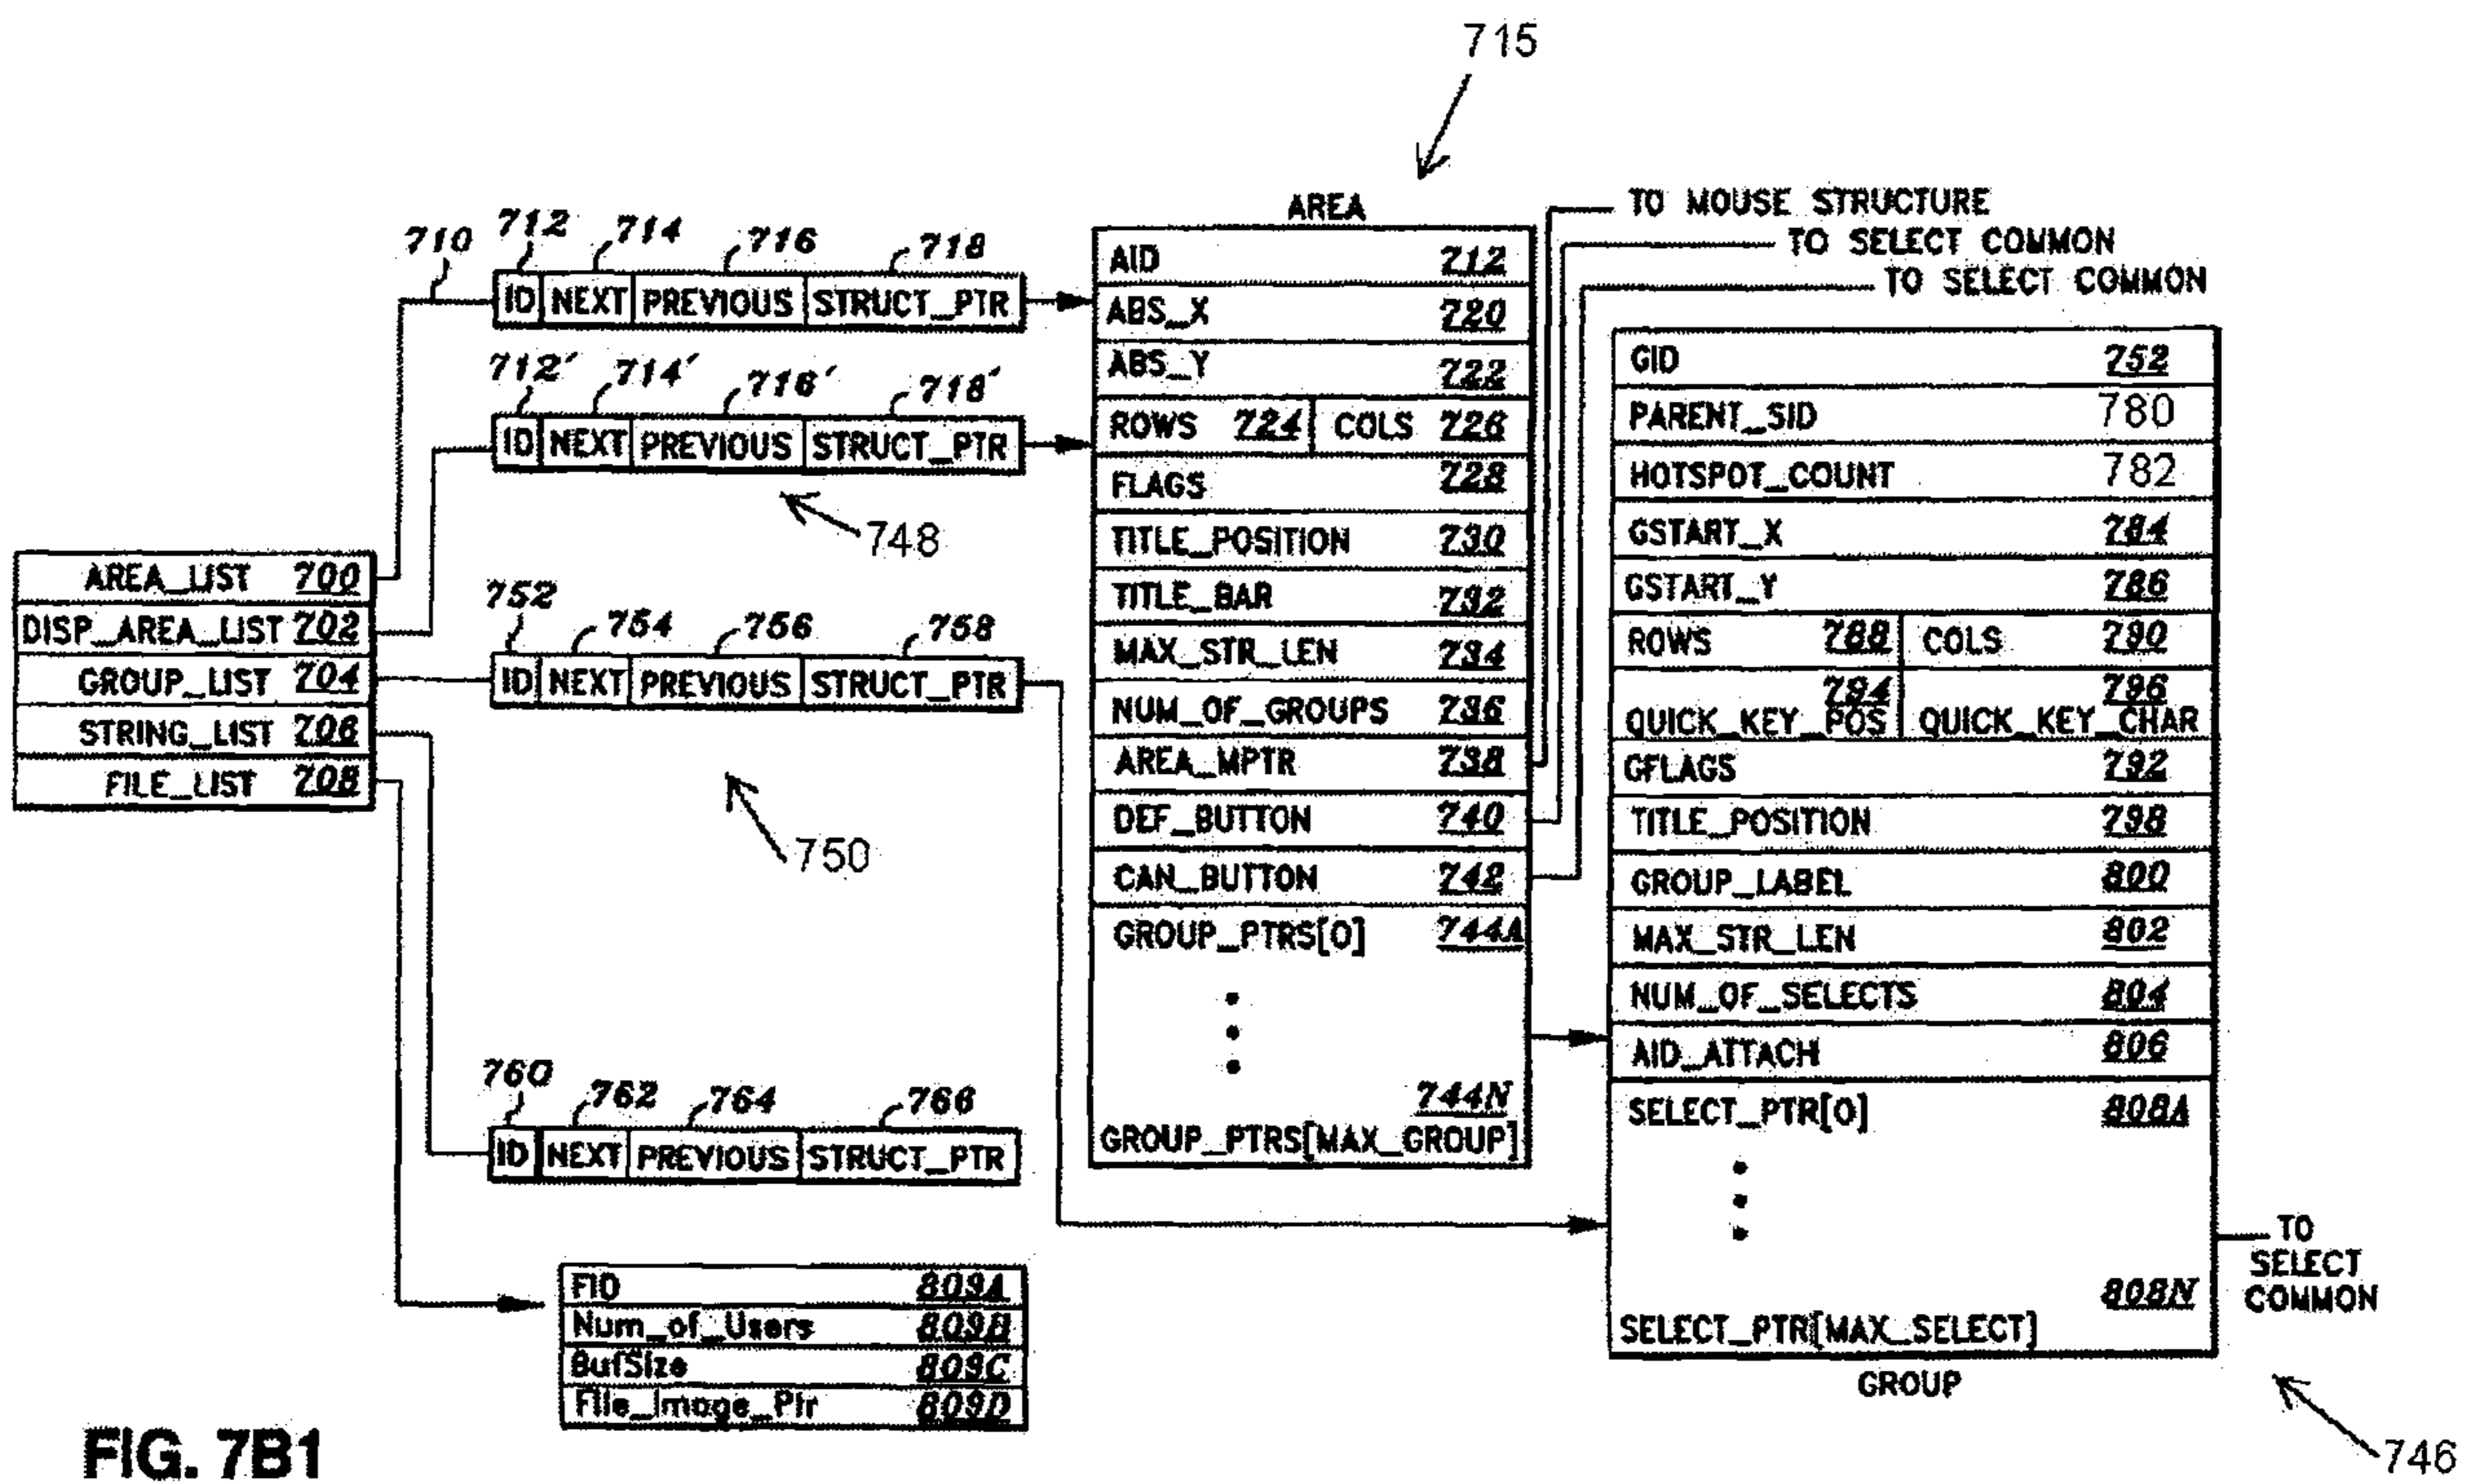 715
AREA
AID 712
ABS_X 720
ABS_Y 722
ROWS 724 COLS 726
FLAGS 728
TITLE_POSITION 730
TITLE_BAR 732
MAX_STR_LEN 734
NUM_OF_GROUPS 736
AREA_MPTR 738
DEF_BUTTON 740
CAN_BUTTON 742
GROUP_PTRS[0] 744A
744N
GROUP_PTRS[MAX_GROUP]
TO MOUSE STRUCTURE
TO SELECT COMMON
TO SELECT COMMON
710 712 714 716 718
ID NEXT PREVIOUS STRUCT_PTR
712' 714' 716' 718'
ID NEXT PREVIOUS STRUCT_PTR
748
AREA_LIST 700
DISP_AREA_LIST 702
GROUP_LIST 704
STRING_LIST 706
FILE_LIST 708
752 754 756 758
ID NEXT PREVIOUS STRUCT_PTR
750
760 762 764 766
ID NEXT PREVIOUS STRUCT_PTR
FID 809A
Num_of_Users 809B
BufSize 809C
File_Image_Ptr 809D
GID 752
PARENT_SID 780
HOTSPOT_COUNT 782
GSTART_X 784
GSTART_Y 786
ROWS 788 COLS 790
794 796
QUICK_KEY_POS QUICK_KEY_CHAR
GFLAGS 792
TITLE_POSITION 798
GROUP_LABEL 800
MAX_STR_LEN 802
NUM_OF_SELECTS 804
AID_ATTACH 806
SELECT_PTR[0] 808A
808N
SELECT_PTR[MAX_SELECT]
GROUP
TO
SELECT
COMMON
746
FIG. 7B1